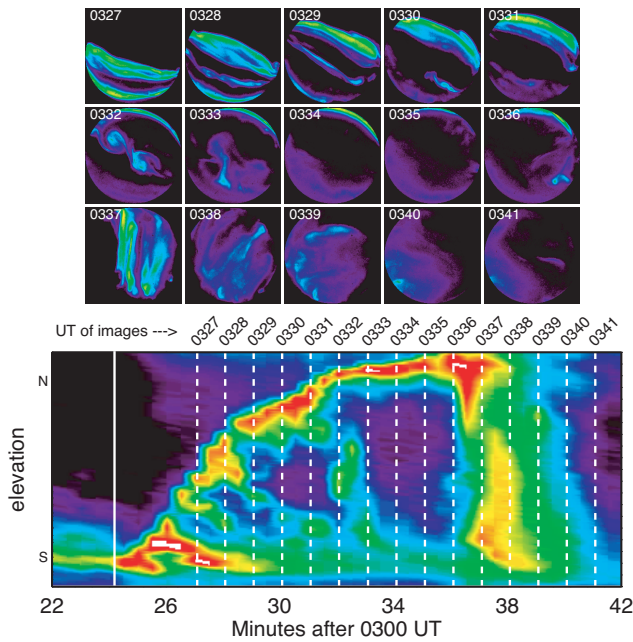 0327 0328 0329 0330 0331
0332 0333 0334 0335 0336
0337 0338 0339 0340 0341
UT of images ---> 0327 0328 0329 0330 0331 0332 0333 0334 0335 0336 0337 0338 0339 0340 0341
N
elevation
S
22 26 30 34 38 42
Minutes after 0300 UT